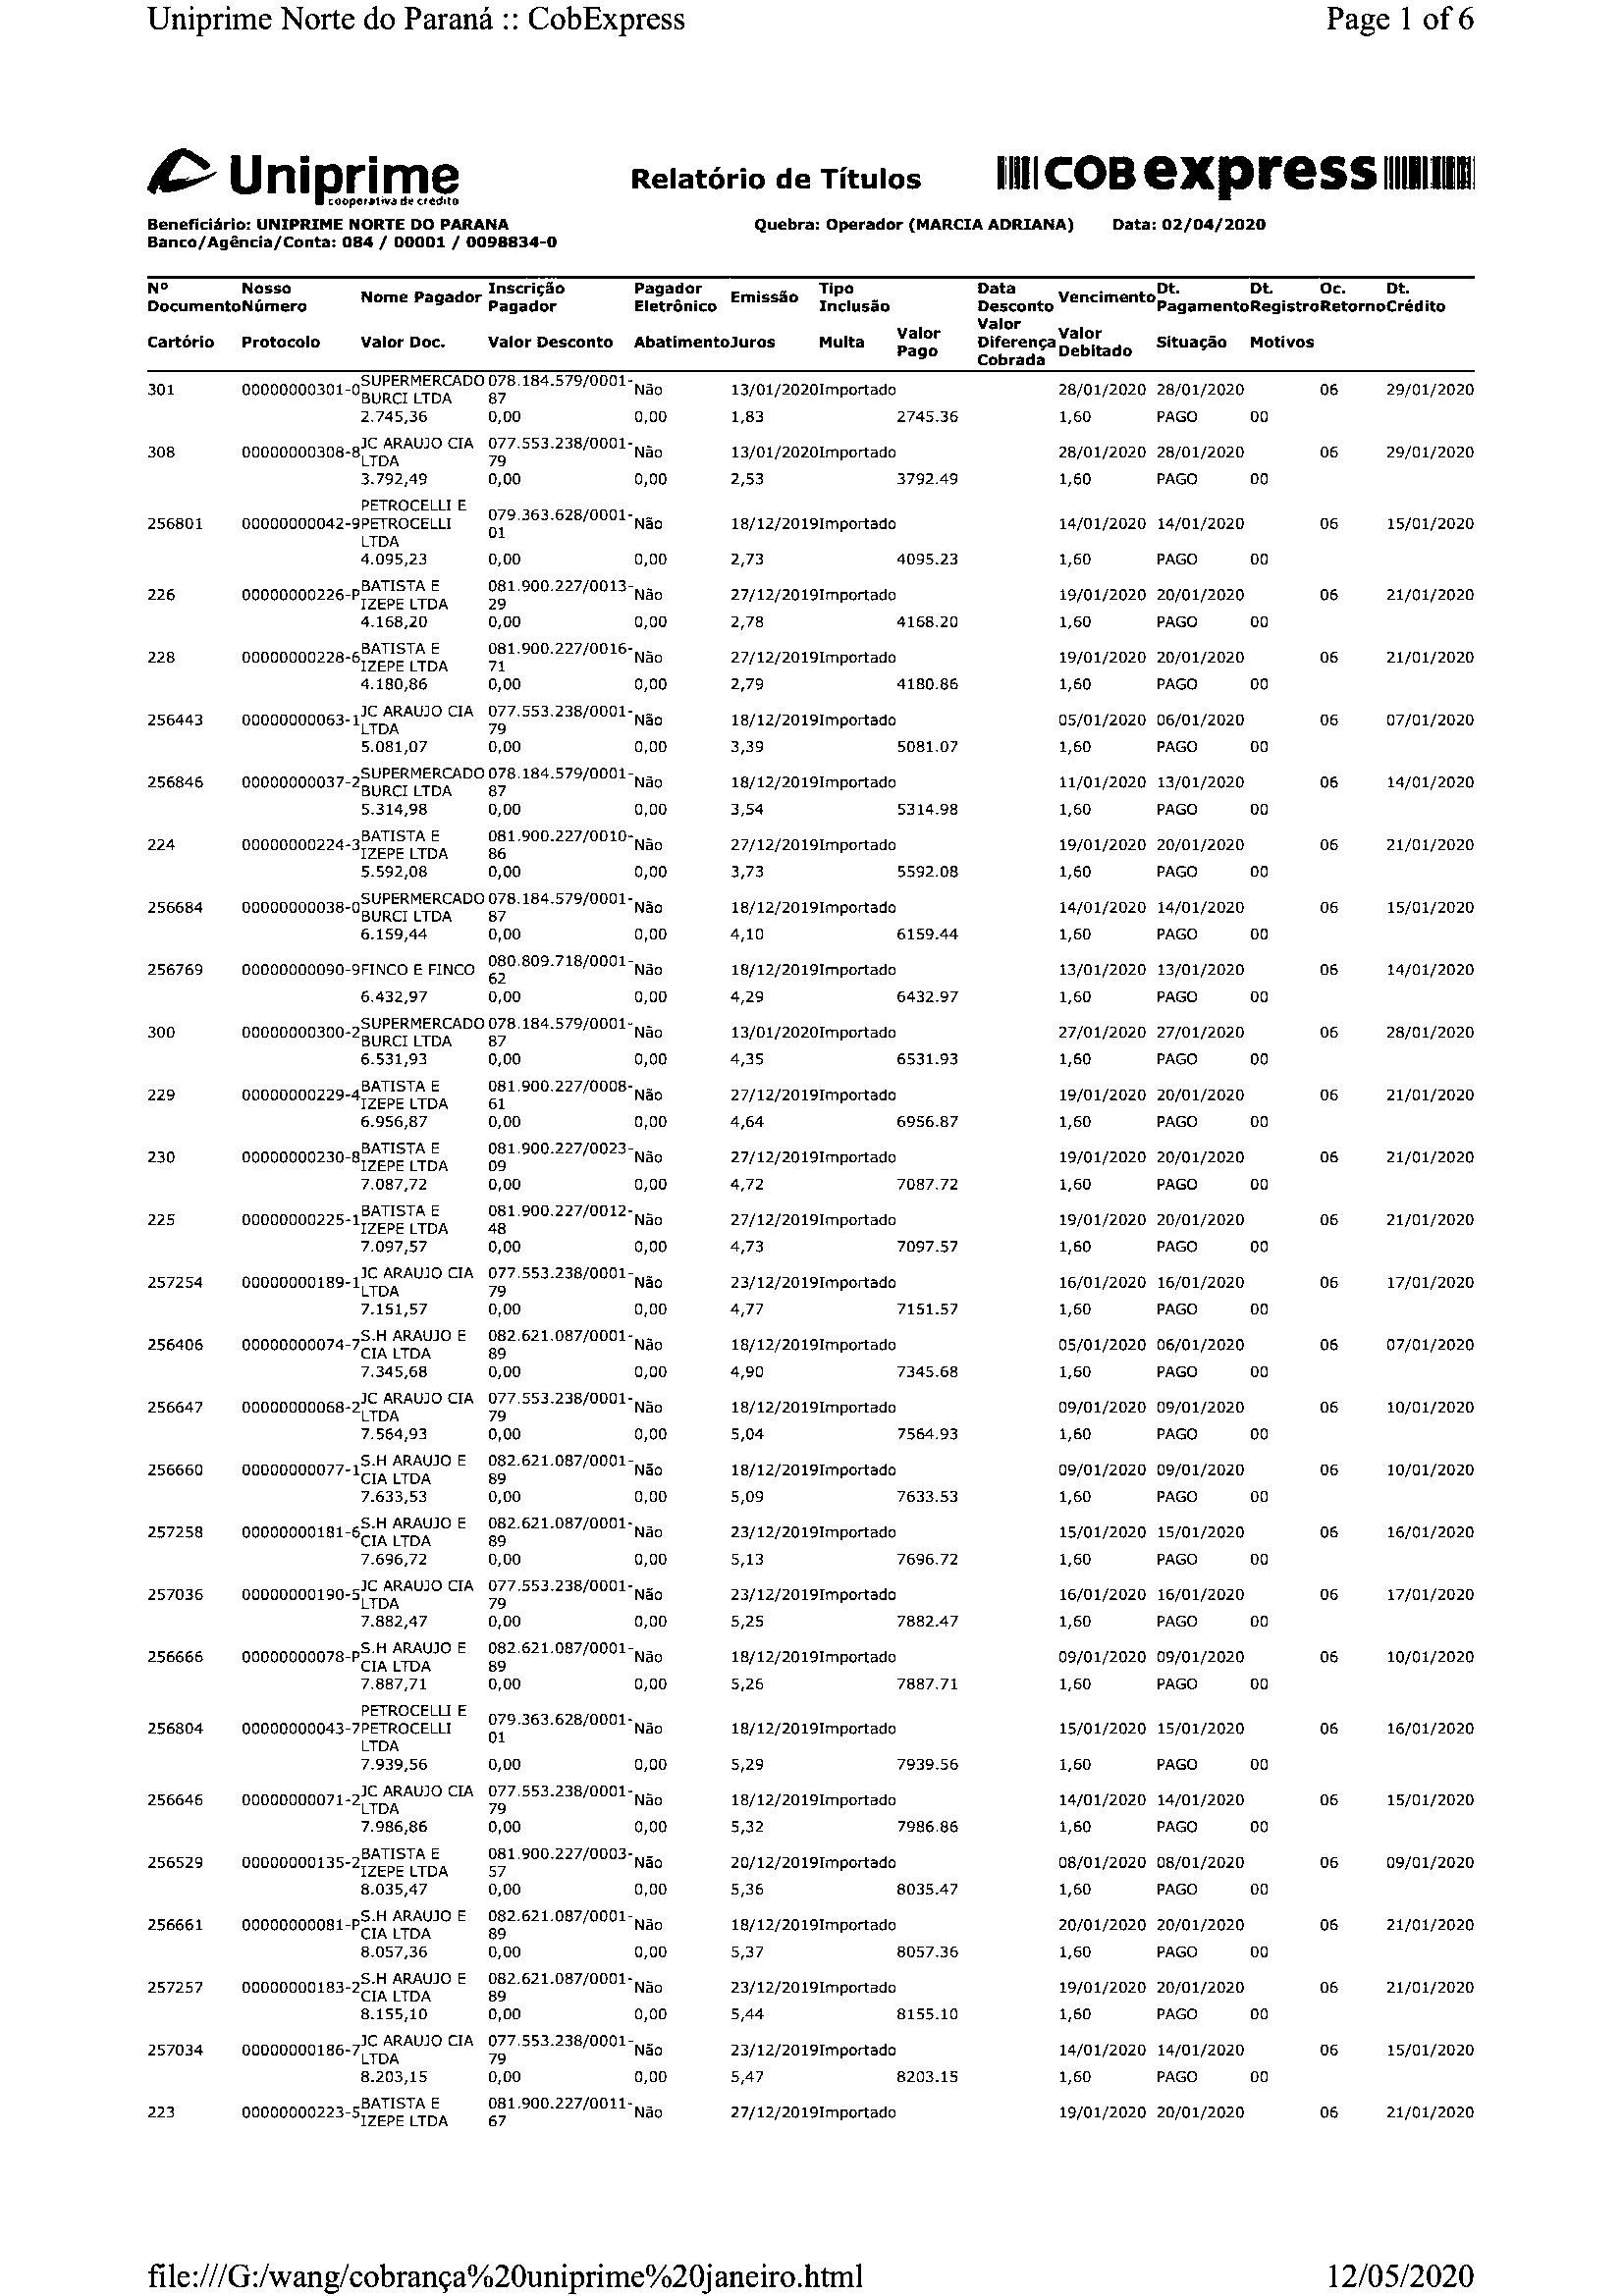 Uniprime Norte do Paraná :: CobExpress Page 1 of 6
Uniprime cooperativa de crédito Relatório de Títulos COBexpress
Beneficiário: UNIPRIME NORTE DO PARANA Quebra: Operador (MARCIA ADRIANA) Data: 02/04/2020
Banco/Agência/Conta: 084 / 00001 / 0098834-0
Nº Documento Nosso Número Nome Pagador Inscrição Pagador Pagador Eletrônico Emissão Tipo Inclusão Data Desconto Vencimento Dt. Pagamento Dt. Registro Oc. Retorno Dt. Crédito
Cartório Protocolo Valor Doc. Valor Desconto Abatimento Juros Multa Valor Pago Valor Diferença Cobrada Valor Debitado Situação Motivos
301 00000000301-0 SUPERMERCADO BURCI LTDA 078.184.579/0001-87 Não 13/01/2020 Importado 28/01/2020 28/01/2020 06 29/01/2020
2.745,36 0,00 0,00 1,83 2745.36 1,60 PAGO 00
308 00000000308-8 JC ARAUJO CIA LTDA 077.553.238/0001-79 Não 13/01/2020 Importado 28/01/2020 28/01/2020 06 29/01/2020
3.792,49 0,00 0,00 2,53 3792.49 1,60 PAGO 00
256801 00000000042-9 PETROCELLI E PETROCELLI LTDA 079.363.628/0001-01 Não 18/12/2019 Importado 14/01/2020 14/01/2020 06 15/01/2020
4.095,23 0,00 0,00 2,73 4095.23 1,60 PAGO 00
226 00000000226-P BATISTA E IZEPE LTDA 081.900.227/0013-29 Não 27/12/2019 Importado 19/01/2020 20/01/2020 06 21/01/2020
4.168,20 0,00 0,00 2,78 4168.20 1,60 PAGO 00
228 00000000228-6 BATISTA E IZEPE LTDA 081.900.227/0016-71 Não 27/12/2019 Importado 19/01/2020 20/01/2020 06 21/01/2020
4.180,86 0,00 0,00 2,79 4180.86 1,60 PAGO 00
256443 00000000063-1 JC ARAUJO CIA LTDA 077.553.238/0001-79 Não 18/12/2019 Importado 05/01/2020 06/01/2020 06 07/01/2020
5.081,07 0,00 0,00 3,39 5081.07 1,60 PAGO 00
256846 00000000037-2 SUPERMERCADO BURCI LTDA 078.184.579/0001-87 Não 18/12/2019 Importado 11/01/2020 13/01/2020 06 14/01/2020
5.314,98 0,00 0,00 3,54 5314.98 1,60 PAGO 00
224 00000000224-3 BATISTA E IZEPE LTDA 081.900.227/0010-86 Não 27/12/2019 Importado 19/01/2020 20/01/2020 06 21/01/2020
5.592,08 0,00 0,00 3,73 5592.08 1,60 PAGO 00
256684 00000000038-0 SUPERMERCADO BURCI LTDA 078.184.579/0001-87 Não 18/12/2019 Importado 14/01/2020 14/01/2020 06 15/01/2020
6.159,44 0,00 0,00 4,10 6159.44 1,60 PAGO 00
256769 00000000090-9 FINCO E FINCO 080.809.718/0001-62 Não 18/12/2019 Importado 13/01/2020 13/01/2020 06 14/01/2020
6.432,97 0,00 0,00 4,29 6432.97 1,60 PAGO 00
300 00000000300-2 SUPERMERCADO BURCI LTDA 078.184.579/0001-87 Não 13/01/2020 Importado 27/01/2020 27/01/2020 06 28/01/2020
6.531,93 0,00 0,00 4,35 6531.93 1,60 PAGO 00
229 00000000229-4 BATISTA E IZEPE LTDA 081.900.227/0008-61 Não 27/12/2019 Importado 19/01/2020 20/01/2020 06 21/01/2020
6.956,87 0,00 0,00 4,64 6956.87 1,60 PAGO 00
230 00000000230-8 BATISTA E IZEPE LTDA 081.900.227/0023-09 Não 27/12/2019 Importado 19/01/2020 20/01/2020 06 21/01/2020
7.087,72 0,00 0,00 4,72 7087.72 1,60 PAGO 00
225 00000000225-1 BATISTA E IZEPE LTDA 081.900.227/0012-48 Não 27/12/2019 Importado 19/01/2020 20/01/2020 06 21/01/2020
7.097,57 0,00 0,00 4,73 7097.57 1,60 PAGO 00
257254 00000000189-1 JC ARAUJO CIA LTDA 077.553.238/0001-79 Não 23/12/2019 Importado 16/01/2020 16/01/2020 06 17/01/2020
7.151,57 0,00 0,00 4,77 7151.57 1,60 PAGO 00
256406 00000000074-7 S.H ARAUJO E CIA LTDA 082.621.087/0001-89 Não 18/12/2019 Importado 05/01/2020 06/01/2020 06 07/01/2020
7.345,68 0,00 0,00 4,90 7345.68 1,60 PAGO 00
256647 00000000068-2 JC ARAUJO CIA LTDA 077.553.238/0001-79 Não 18/12/2019 Importado 09/01/2020 09/01/2020 06 10/01/2020
7.564,93 0,00 0,00 5,04 7564.93 1,60 PAGO 00
256660 00000000077-1 S.H ARAUJO E CIA LTDA 082.621.087/0001-89 Não 18/12/2019 Importado 09/01/2020 09/01/2020 06 10/01/2020
7.633,53 0,00 0,00 5,09 7633.53 1,60 PAGO 00
257258 00000000181-6 S.H ARAUJO E CIA LTDA 082.621.087/0001-89 Não 23/12/2019 Importado 15/01/2020 15/01/2020 06 16/01/2020
7.696,72 0,00 0,00 5,13 7696.72 1,60 PAGO 00
257036 00000000190-5 JC ARAUJO CIA LTDA 077.553.238/0001-79 Não 23/12/2019 Importado 16/01/2020 16/01/2020 06 17/01/2020
7.882,47 0,00 0,00 5,25 7882.47 1,60 PAGO 00
256666 00000000078-P S.H ARAUJO E CIA LTDA 082.621.087/0001-89 Não 18/12/2019 Importado 09/01/2020 09/01/2020 06 10/01/2020
7.887,71 0,00 0,00 5,26 7887.71 1,60 PAGO 00
256804 00000000043-7 PETROCELLI E PETROCELLI LTDA 079.363.628/0001-01 Não 18/12/2019 Importado 15/01/2020 15/01/2020 06 16/01/2020
7.939,56 0,00 0,00 5,29 7939.56 1,60 PAGO 00
256646 00000000071-2 JC ARAUJO CIA LTDA 077.553.238/0001-79 Não 18/12/2019 Importado 14/01/2020 14/01/2020 06 15/01/2020
7.986,86 0,00 0,00 5,32 7986.86 1,60 PAGO 00
256529 00000000135-2 BATISTA E IZEPE LTDA 081.900.227/0003-57 Não 20/12/2019 Importado 08/01/2020 08/01/2020 06 09/01/2020
8.035,47 0,00 0,00 5,36 8035.47 1,60 PAGO 00
256661 00000000081-P S.H ARAUJO E CIA LTDA 082.621.087/0001-89 Não 18/12/2019 Importado 20/01/2020 20/01/2020 06 21/01/2020
8.057,36 0,00 0,00 5,37 8057.36 1,60 PAGO 00
257257 00000000183-2 S.H ARAUJO E CIA LTDA 082.621.087/0001-89 Não 23/12/2019 Importado 19/01/2020 20/01/2020 06 21/01/2020
8.155,10 0,00 0,00 5,44 8155.10 1,60 PAGO 00
257034 00000000186-7 JC ARAUJO CIA LTDA 077.553.238/0001-79 Não 23/12/2019 Importado 14/01/2020 14/01/2020 06 15/01/2020
8.203,15 0,00 0,00 5,47 8203.15 1,60 PAGO 00
223 00000000223-5 BATISTA E IZEPE LTDA 081.900.227/0011-67 Não 27/12/2019 Importado 19/01/2020 20/01/2020 06 21/01/2020
file:///G:/wang/cobrança%20uniprime%20janeiro.html 12/05/2020